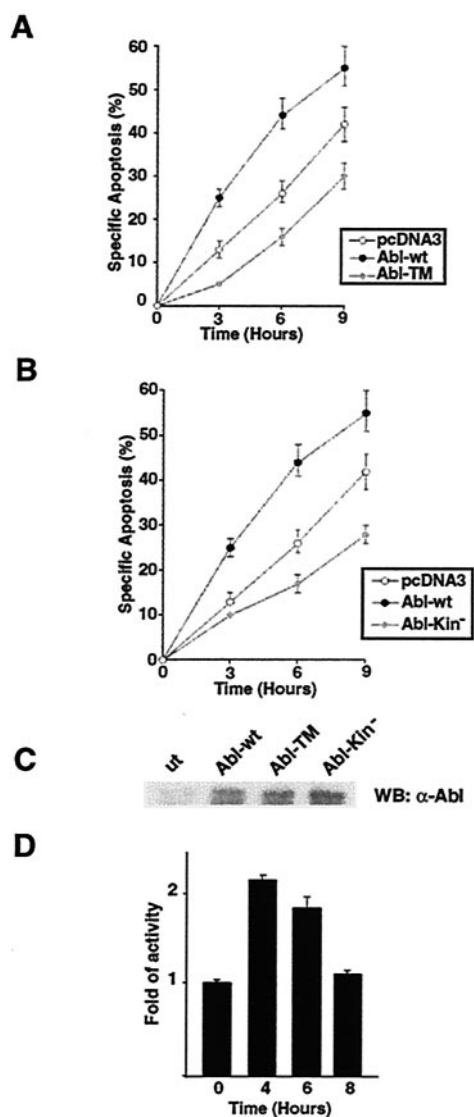 A
Specific Apoptosis (%)
60
50
40
30
20
10
0
0 3 6 9
Time (Hours)
pcDNA3
Abl-wt
Abl-TM
B
Specific Apoptosis (%)
60
50
40
30
20
10
0
0 3 6 9
Time (Hours)
pcDNA3
Abl-wt
Abl-Kin⁻
C
ut Abl-wt Abl-TM Abl-Kin⁻
WB: α-Abl
D
Fold of activity
2
1
0 4 6 8
Time (Hours)